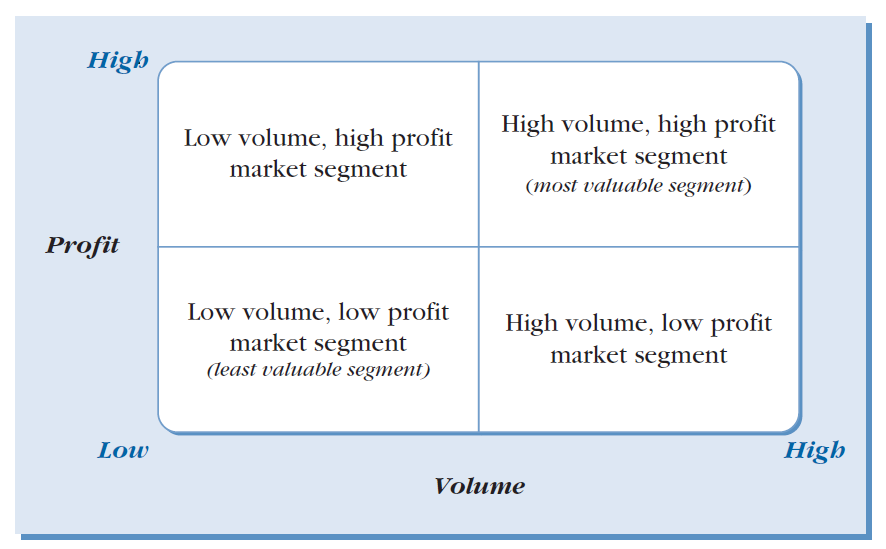 High
Low volume, high profit
market segment
High volume, high profit
market segment
(most valuable segment)
Profit
Low volume, low profit
market segment
(least valuable segment)
High volume, low profit
market segment
Low
High
Volume